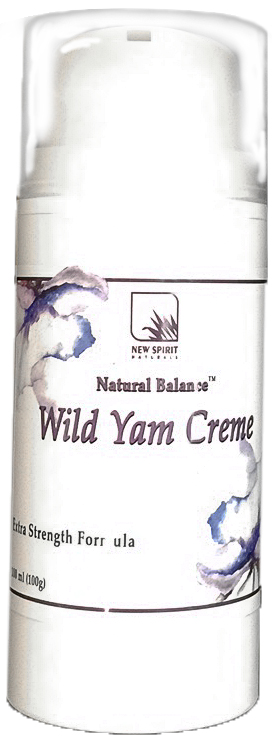 NEW SPIRIT
NATURALS
Natural Balance™
Wild Yam Creme
Extra Strength Formula
100 ml (100g)